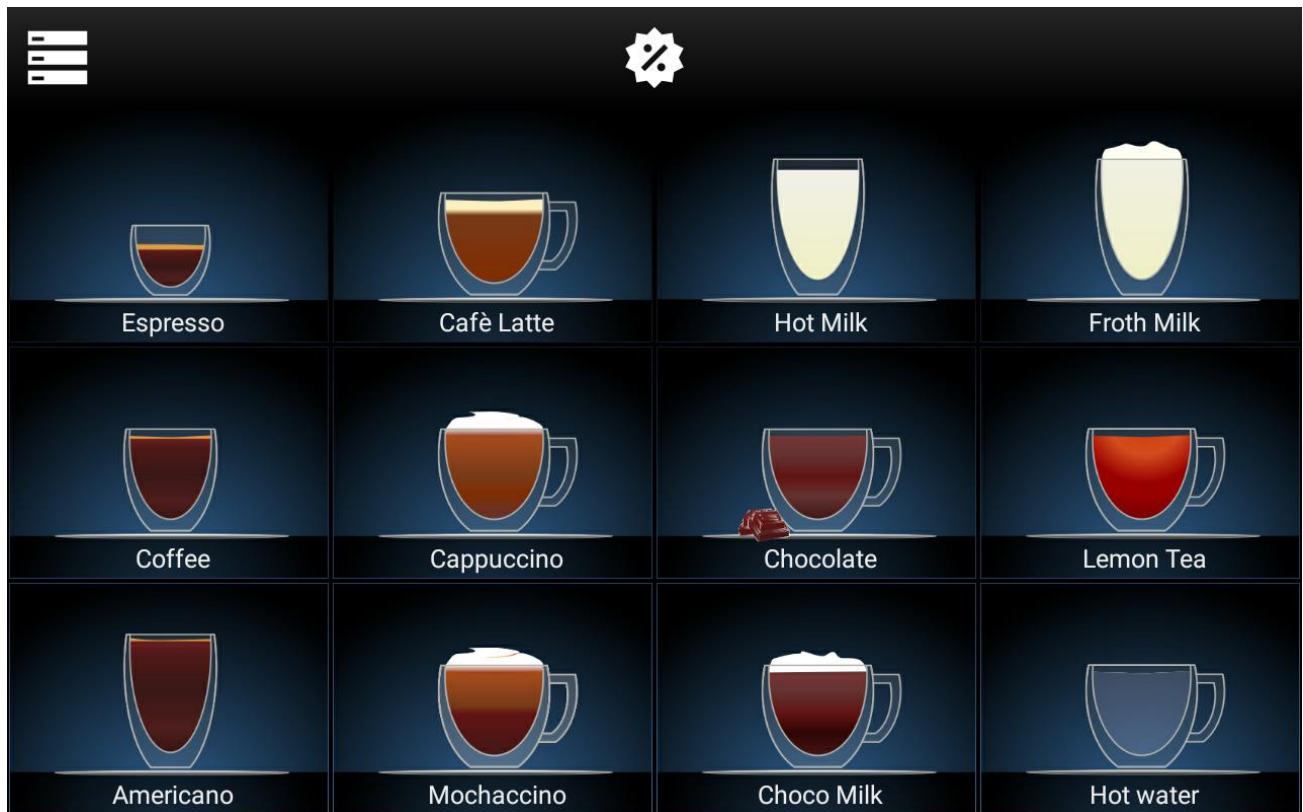 Espresso
Cafè Latte
Hot Milk
Froth Milk
Coffee
Cappuccino
Chocolate
Lemon Tea
Americano
Mochaccino
Choco Milk
Hot water